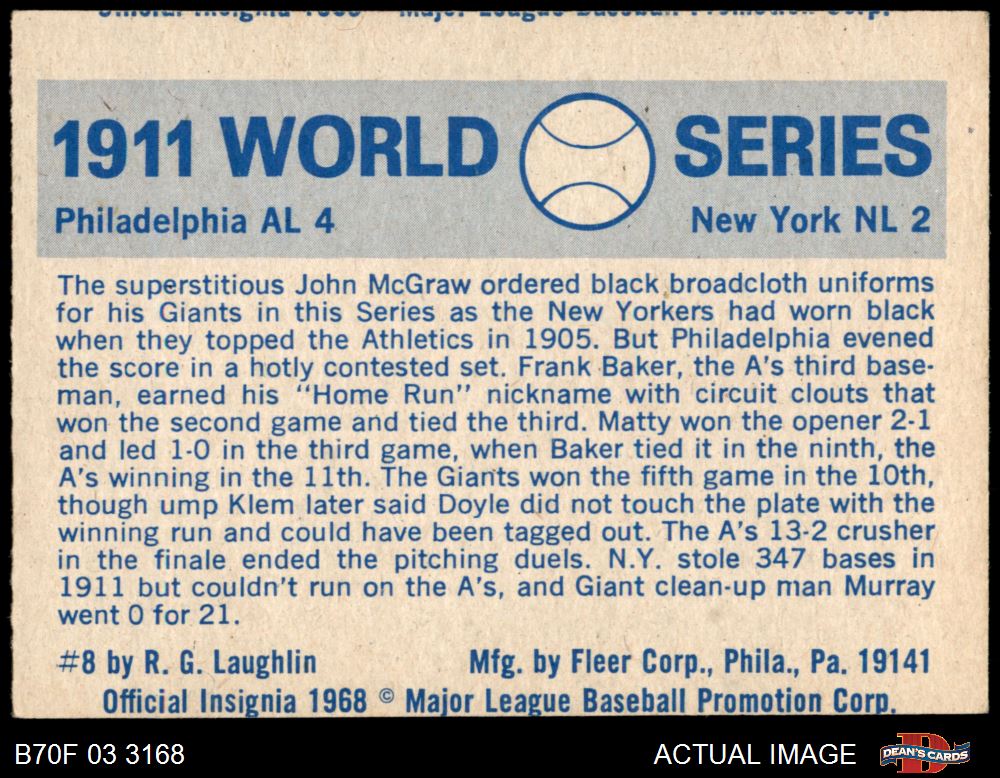 Official Insignia 1968 Major League Baseball Promotion Corp.
1911 WORLD SERIES
Philadelphia AL 4 New York NL 2
The superstitious John McGraw ordered black broadcloth uniforms
for his Giants in this Series as the New Yorkers had worn black
when they topped the Athletics in 1905. But Philadelphia evened
the score in a hotly contested set. Frank Baker, the A's third base-
man, earned his "Home Run" nickname with circuit clouts that
won the second game and tied the third. Matty won the opener 2-1
and led 1-0 in the third game, when Baker tied it in the ninth, the
A's winning in the 11th. The Giants won the fifth game in the 10th,
though ump Klem later said Doyle did not touch the plate with the
winning run and could have been tagged out. The A's 13-2 crusher
in the finale ended the pitching duels. N.Y. stole 347 bases in
1911 but couldn't run on the A's, and Giant clean-up man Murray
went 0 for 21.
#8 by R. G. Laughlin Mfg. by Fleer Corp., Phila., Pa. 19141
Official Insignia 1968 © Major League Baseball Promotion Corp.
B70F 03 3168 ACTUAL IMAGE DEAN'S CARDS